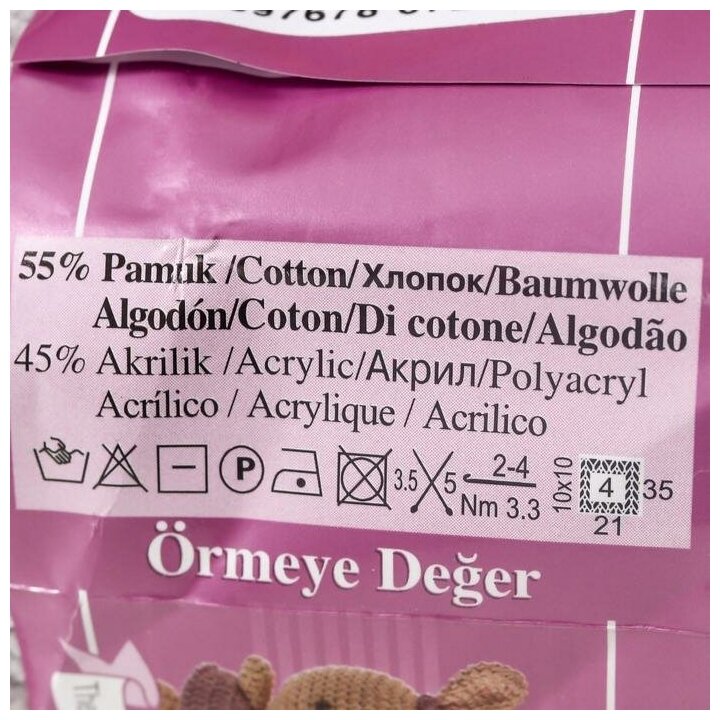 55% Pamuk /Cotton/Хлопок/Baumwolle
Algodón/Coton/Di cotone/Algodão
45% Akrilik /Acrylic/Акрил/Polyacryl
Acrílico / Acrylique / Acrilico
P 3.5 5 2-4 Nm 3.3 10x10 4 35
21
Örmeye Değer